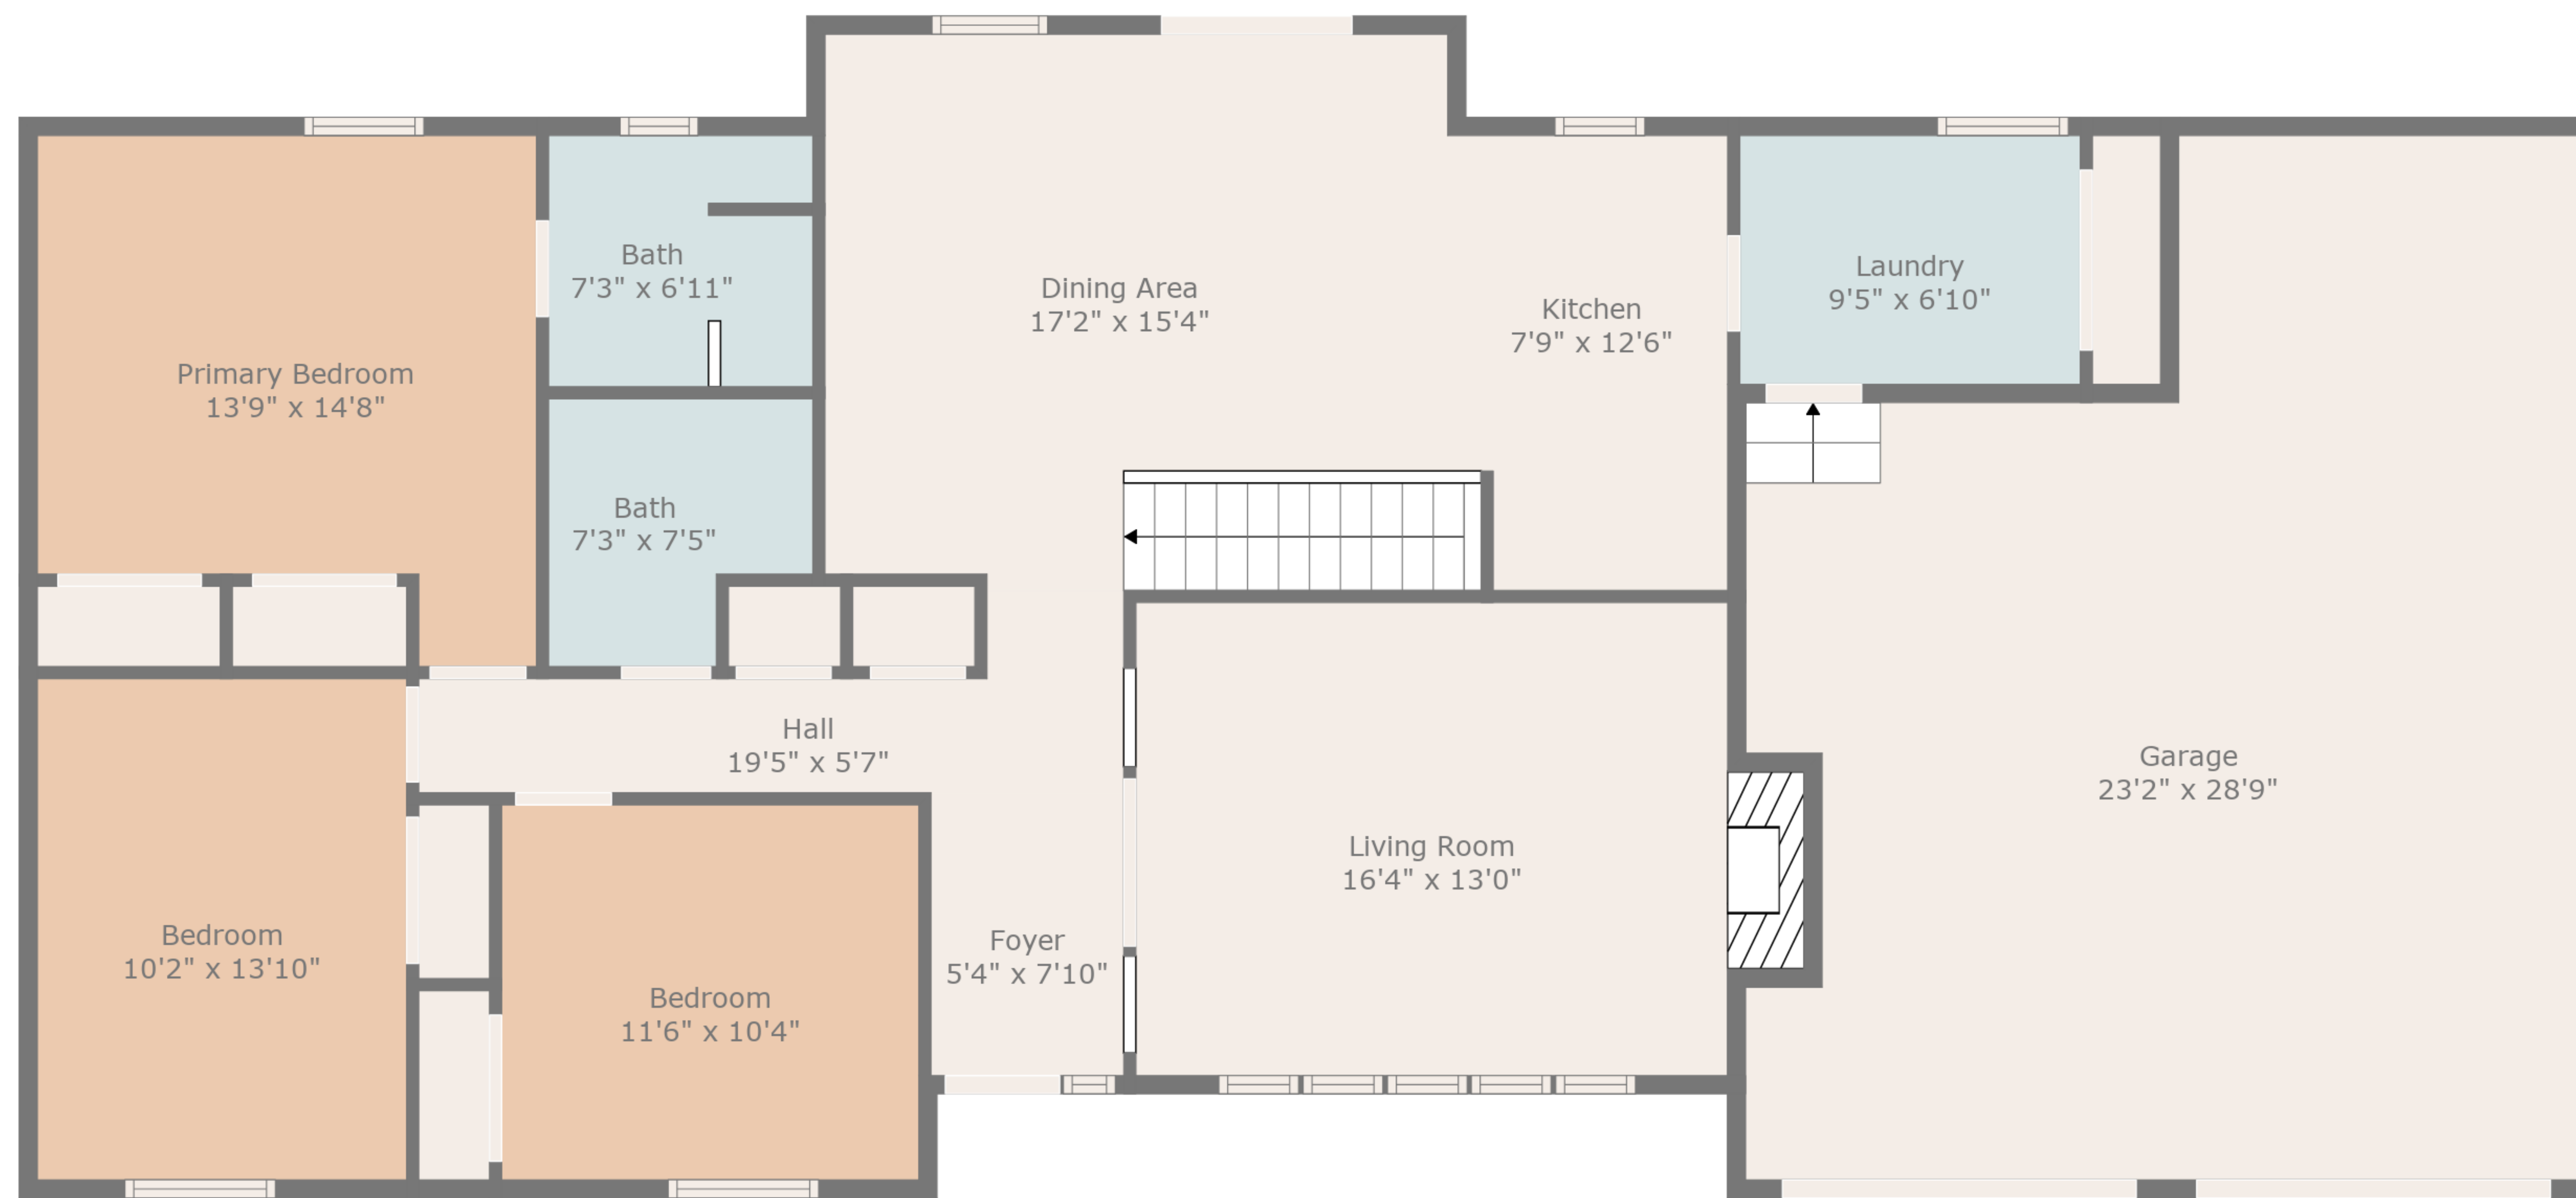 Bath
7'3" x 6'11"
Dining Area
17'2" x 15'4"
Kitchen
7'9" x 12'6"
Laundry
9'5" x 6'10"
Primary Bedroom
13'9" x 14'8"
Bath
7'3" x 7'5"
Hall
19'5" x 5'7"
Garage
23'2" x 28'9"
Living Room
16'4" x 13'0"
Bedroom
10'2" x 13'10"
Foyer
5'4" x 7'10"
Bedroom
11'6" x 10'4"